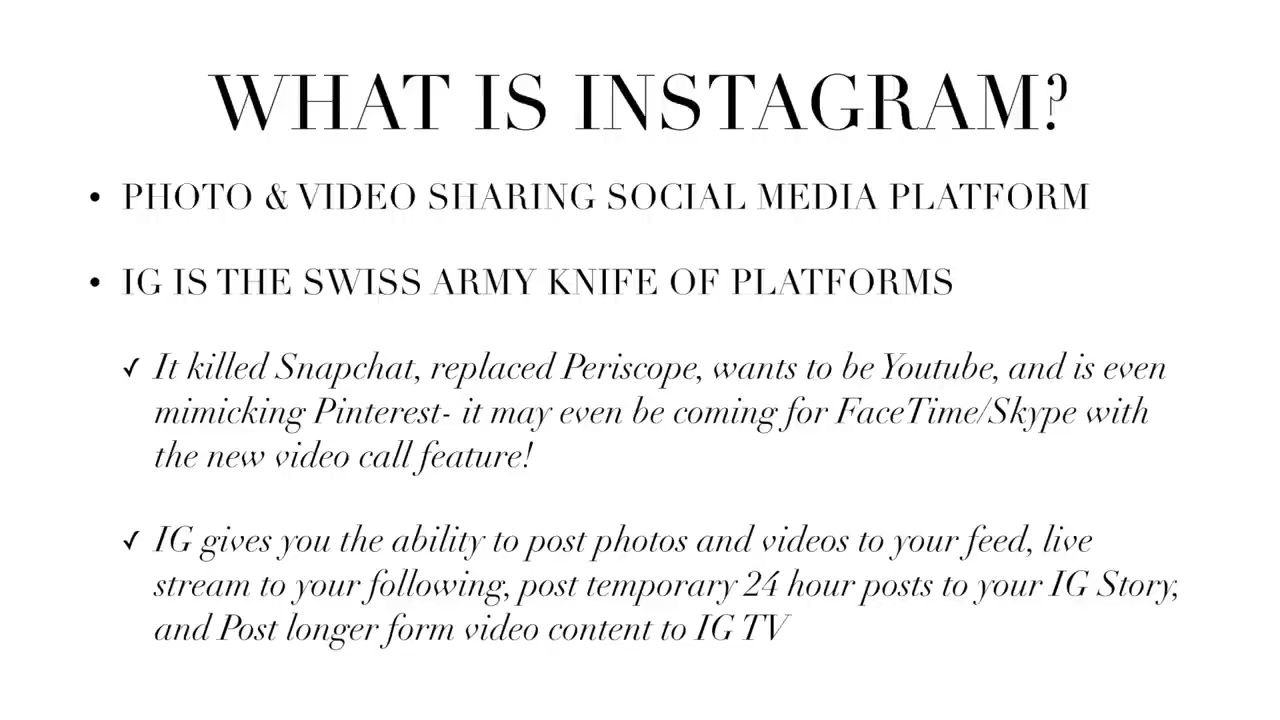 WHAT IS INSTAGRAM?
• PHOTO & VIDEO SHARING SOCIAL MEDIA PLATFORM
• IG IS THE SWISS ARMY KNIFE OF PLATFORMS
✓ It killed Snapchat, replaced Periscope, wants to be Youtube, and is even
mimicking Pinterest- it may even be coming for FaceTime/Skype with
the new video call feature!
✓ IG gives you the ability to post photos and videos to your feed, live
stream to your following, post temporary 24 hour posts to your IG Story,
and Post longer form video content to IG TV